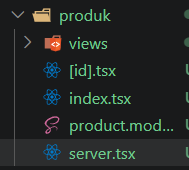 produk
views
[id].tsx
index.tsx
product.mod...
server.tsx